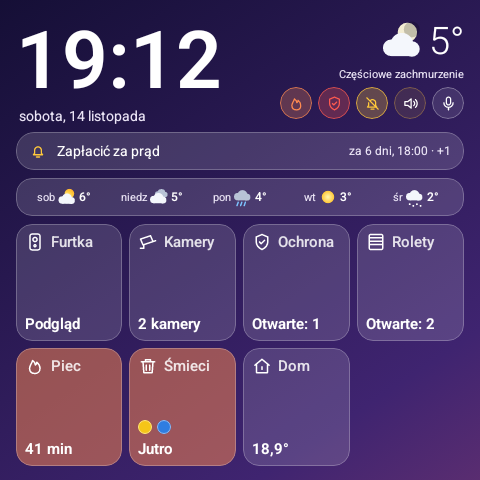 19:12
5°
Częściowe zachmurzenie
sobota, 14 listopada
Zapłacić za prąd
za 6 dni, 18:00 · +1
sob 6° niedz 5° pon 4° wt 3° śr 2°
Furtka
Podgląd
Kamery
2 kamery
Ochrona
Otwarte: 1
Rolety
Otwarte: 2
Piec
41 min
Śmieci
Jutro
Dom
18,9°